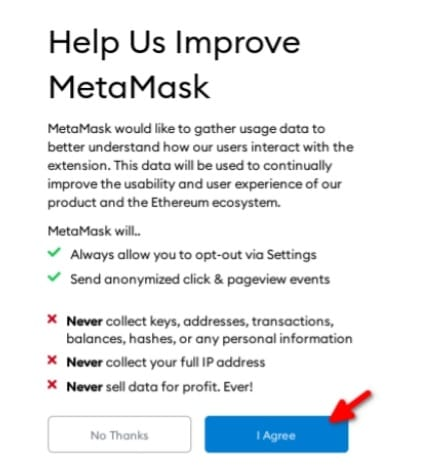 Help Us Improve
MetaMask
MetaMask would like to gather usage data to
better understand how our users interact with the
extension. This data will be used to continually
improve the usability and user experience of our
product and the Ethereum ecosystem.
MetaMask will..
Always allow you to opt-out via Settings
Send anonymized click & pageview events
Never collect keys, addresses, transactions,
balances, hashes, or any personal information
Never collect your full IP address
Never sell data for profit. Ever!
No Thanks
I Agree